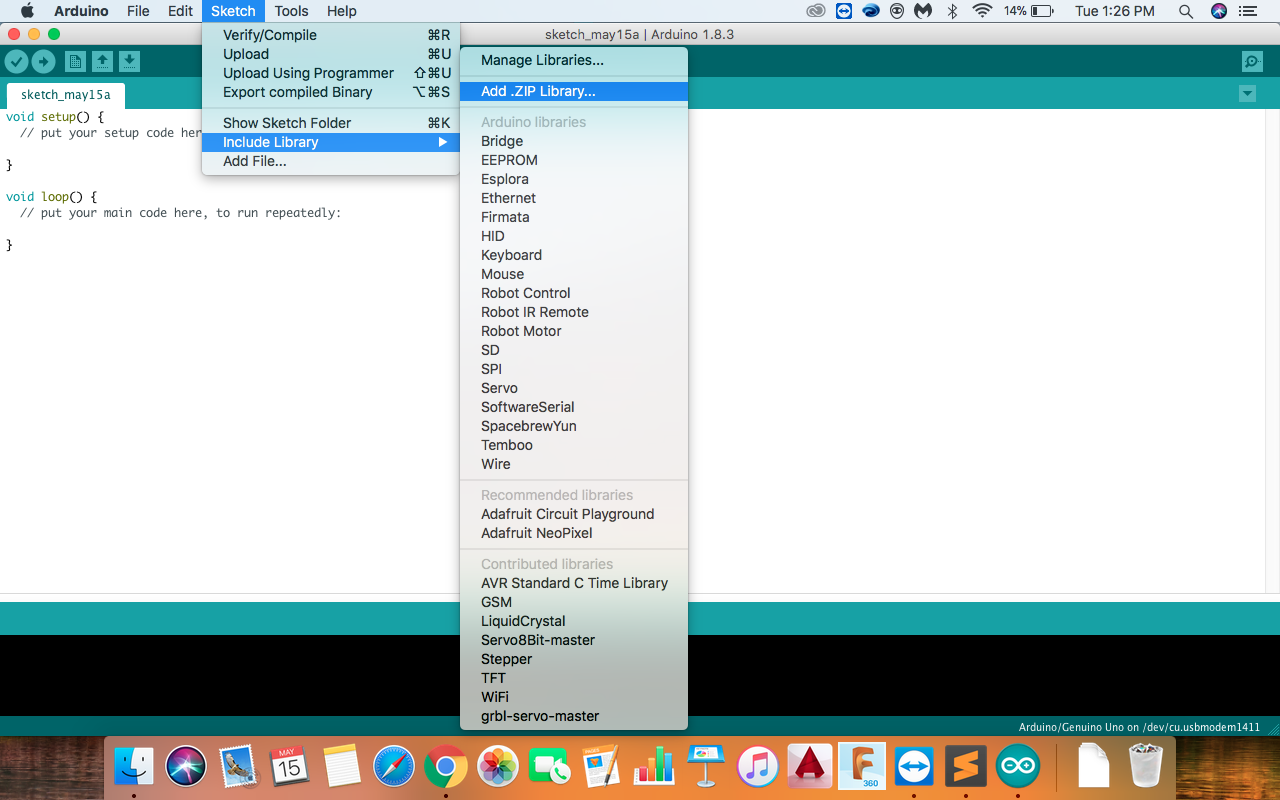 Arduino File Edit Sketch Tools Help 14% Tue 1:26 PM
sketch_may15a | Arduino 1.8.3
Verify/Compile ⌘R
Upload ⌘U
Upload Using Programmer ⇧⌘U
Export compiled Binary ⌥⌘S
Show Sketch Folder ⌘K
Include Library
Add File...
Manage Libraries...
Add .ZIP Library...
Arduino libraries
Bridge
EEPROM
Esplora
Ethernet
Firmata
HID
Keyboard
Mouse
Robot Control
Robot IR Remote
Robot Motor
SD
SPI
Servo
SoftwareSerial
SpacebrewYun
Temboo
Wire
Recommended libraries
Adafruit Circuit Playground
Adafruit NeoPixel
Contributed libraries
AVR Standard C Time Library
GSM
LiquidCrystal
Servo8Bit-master
Stepper
TFT
WiFi
grbl-servo-master
sketch_may15a
void setup() {
// put your setup code her
}
void loop() {
// put your main code here, to run repeatedly:
}
Arduino/Genuino Uno on /dev/cu.usbmodem1411
MAY
15
PAGES
F
360